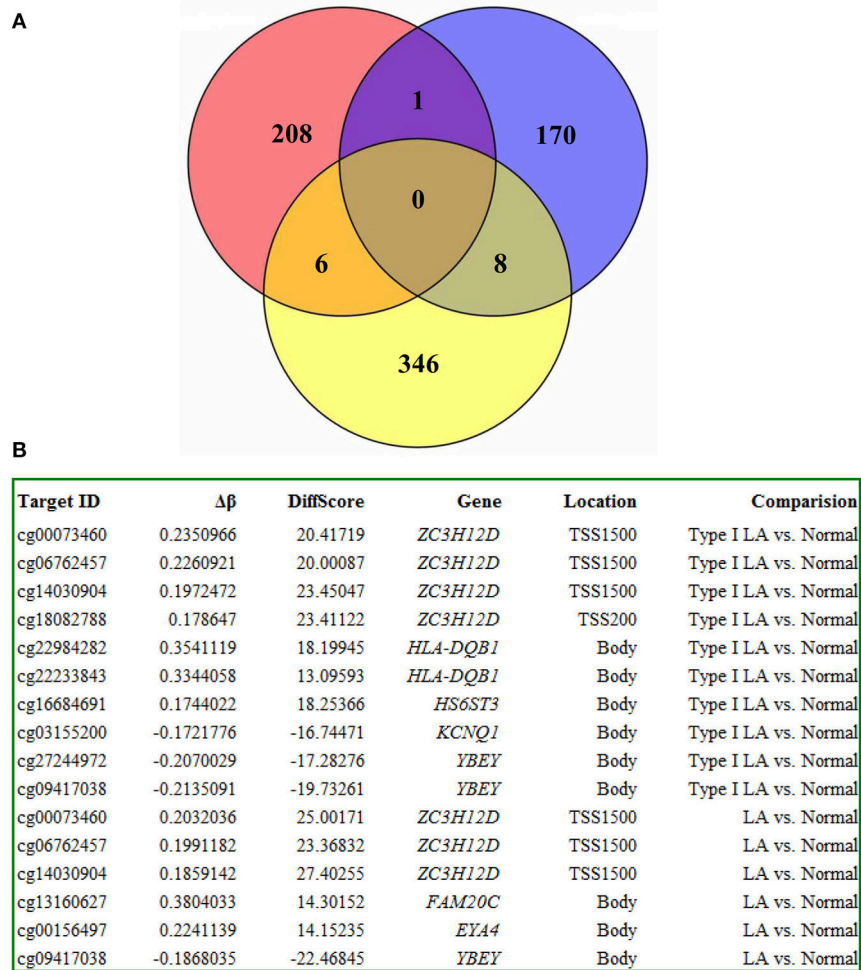 A
1
208
170
0
6
8
346
B
Target ID Δβ DiffScore Gene Location Comparision
cg00073460 0.2350966 20.41719 ZC3H12D TSS1500 Type I LA vs. Normal
cg06762457 0.2260921 20.00087 ZC3H12D TSS1500 Type I LA vs. Normal
cg14030904 0.1972472 23.45047 ZC3H12D TSS1500 Type I LA vs. Normal
cg18082788 0.178647 23.41122 ZC3H12D TSS200 Type I LA vs. Normal
cg22984282 0.3541119 18.19945 HLA-DQB1 Body Type I LA vs. Normal
cg22233843 0.3344058 13.09593 HLA-DQB1 Body Type I LA vs. Normal
cg16684691 0.1744022 18.25366 HS6ST3 Body Type I LA vs. Normal
cg03155200 -0.1721776 -16.74471 KCNQ1 Body Type I LA vs. Normal
cg27244972 -0.2070029 -17.28276 YBEY Body Type I LA vs. Normal
cg09417038 -0.2135091 -19.73261 YBEY Body Type I LA vs. Normal
cg00073460 0.2032036 25.00171 ZC3H12D TSS1500 LA vs. Normal
cg06762457 0.1991182 23.36832 ZC3H12D TSS1500 LA vs. Normal
cg14030904 0.1859142 27.40255 ZC3H12D TSS1500 LA vs. Normal
cg13160627 0.3804033 14.30152 FAM20C Body LA vs. Normal
cg00156497 0.2241139 14.15235 EYA4 Body LA vs. Normal
cg09417038 -0.1868035 -22.46845 YBEY Body LA vs. Normal